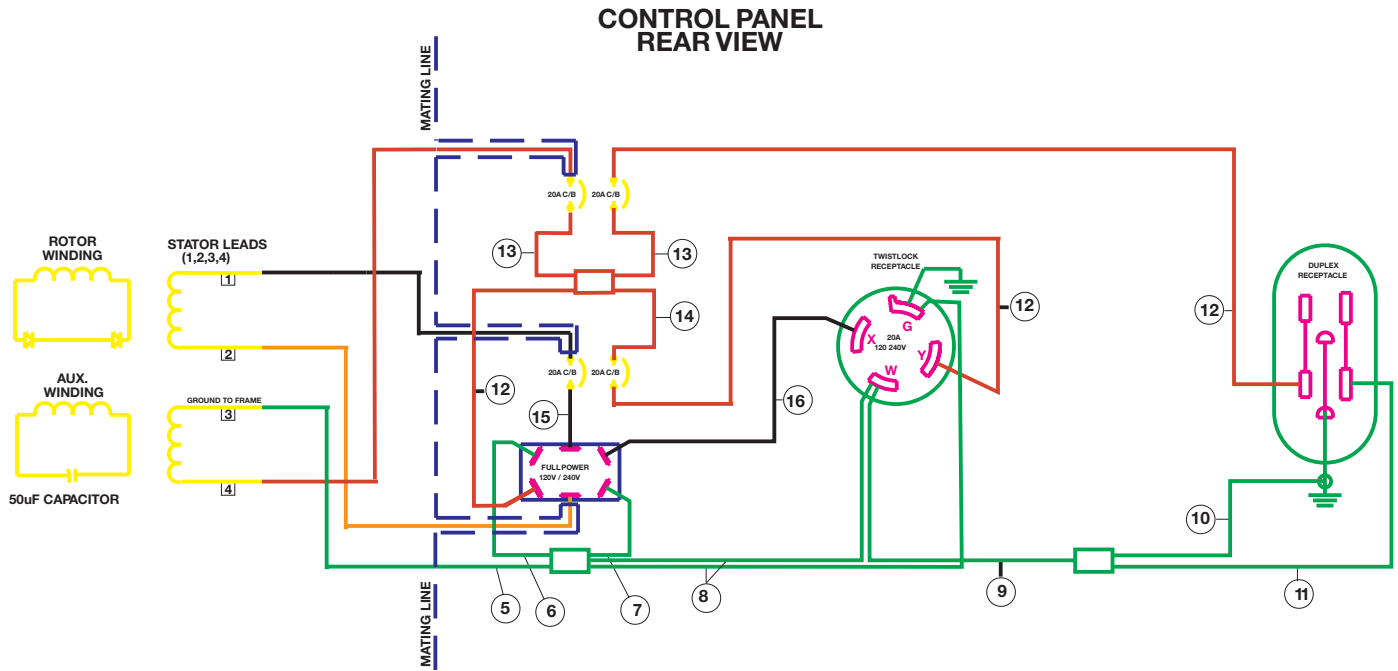 CONTROL PANEL
REAR VIEW
MATING LINE
20A C/B
20A C/B
ROTOR
WINDING
STATOR LEADS
(1,2,3,4)
13
13
TWISTLOCK
RECEPTACLE
DUPLEX
RECEPTACLE
1
14
12
12
G
X
20A
120 240V
Y
2
W
AUX.
WINDING
20A C/B
20A C/B
12
16
GROUND TO FRAME
3
15
FULL POWER
120V / 240V
4
50uF CAPACITOR
10
5
6
7
8
9
11
MATING LINE